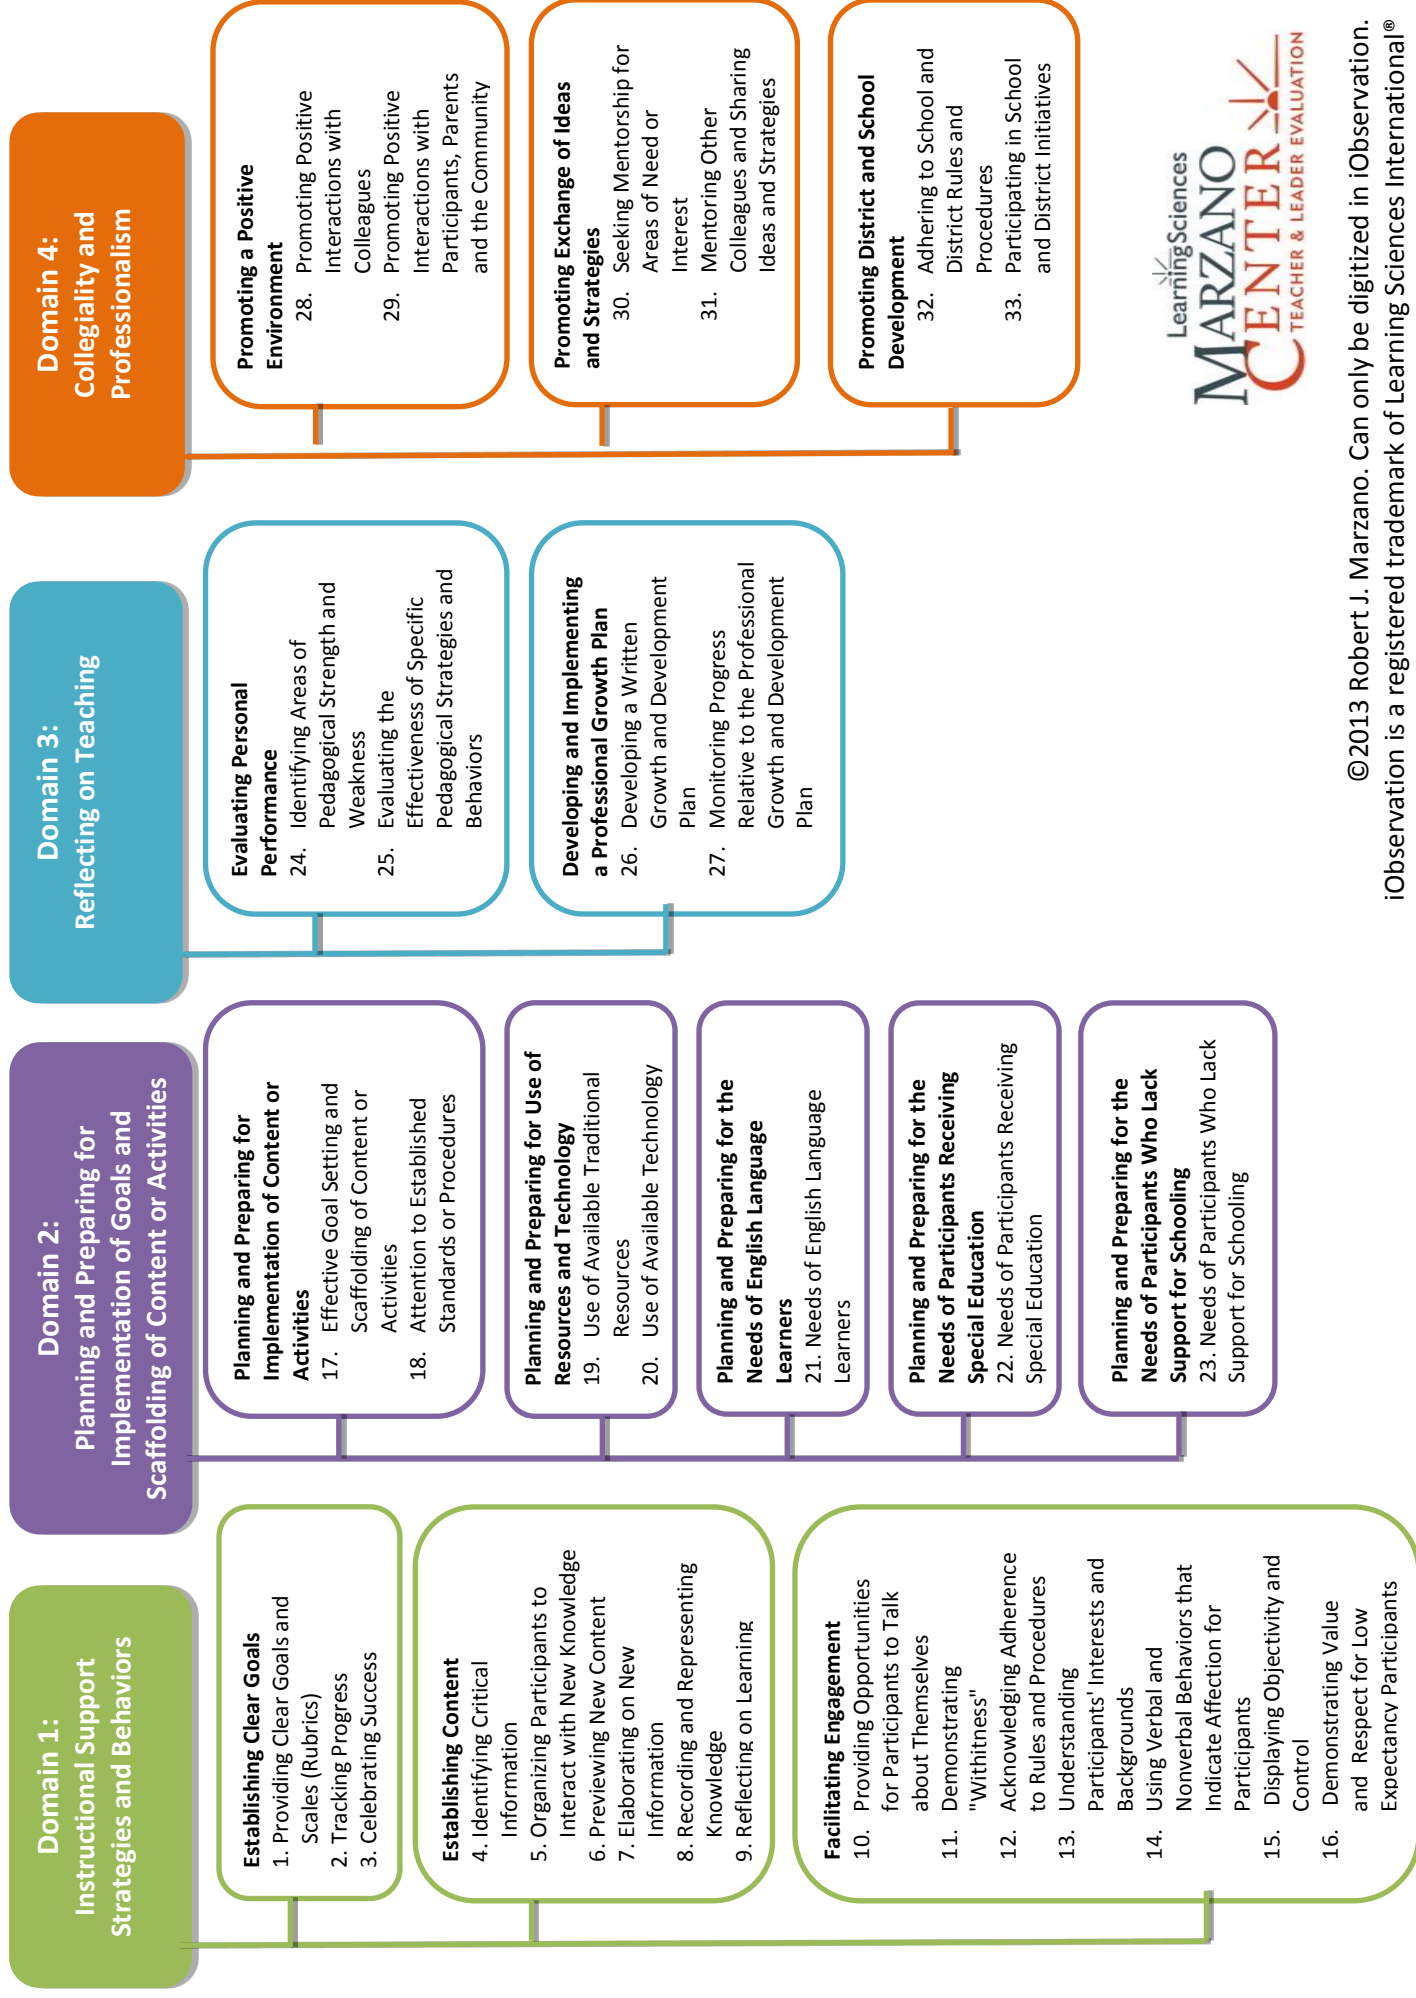 Domain 1:
Instructional Support
Strategies and Behaviors
Establishing Clear Goals
1. Providing Clear Goals and
Scales (Rubrics)
2. Tracking Progress
3. Celebrating Success
Establishing Content
4. Identifying Critical
Information
5. Organizing Participants to
Interact with New Knowledge
6. Previewing New Content
7. Elaborating on New
Information
8. Recording and Representing
Knowledge
9. Reflecting on Learning
Facilitating Engagement
10. Providing Opportunities
for Participants to Talk
about Themselves
11. Demonstrating
"Withitness"
12. Acknowledging Adherence
to Rules and Procedures
13. Understanding
Participants' Interests and
Backgrounds
14. Using Verbal and
Nonverbal Behaviors that
Indicate Affection for
Participants
15. Displaying Objectivity and
Control
16. Demonstrating Value
and Respect for Low
Expectancy Participants
Domain 2:
Planning and Preparing for
Implementation of Goals and
Scaffolding of Content or Activities
Planning and Preparing for
Implementation of Content or
Activities
17. Effective Goal Setting and
Scaffolding of Content or
Activities
18. Attention to Established
Standards or Procedures
Planning and Preparing for Use of
Resources and Technology
19. Use of Available Traditional
Resources
20. Use of Available Technology
Planning and Preparing for the
Needs of English Language
Learners
21. Needs of English Language
Learners
Planning and Preparing for the
Needs of Participants Receiving
Special Education
22. Needs of Participants Receiving
Special Education
Planning and Preparing for the
Needs of Participants Who Lack
Support for Schooling
23. Needs of Participants Who Lack
Support for Schooling
Domain 3:
Reflecting on Teaching
Evaluating Personal
Performance
24. Identifying Areas of
Pedagogical Strength and
Weakness
25. Evaluating the
Effectiveness of Specific
Pedagogical Strategies and
Behaviors
Developing and Implementing
a Professional Growth Plan
26. Developing a Written
Growth and Development
Plan
27. Monitoring Progress
Relative to the Professional
Growth and Development
Plan
Domain 4:
Collegiality and
Professionalism
Promoting a Positive
Environment
28. Promoting Positive
Interactions with
Colleagues
29. Promoting Positive
Interactions with
Participants, Parents
and the Community
Promoting Exchange of Ideas
and Strategies
30. Seeking Mentorship for
Areas of Need or
Interest
31. Mentoring Other
Colleagues and Sharing
Ideas and Strategies
Promoting District and School
Development
32. Adhering to School and
District Rules and
Procedures
33. Participating in School
and District Initiatives
Learning Sciences
MARZANO
CENTER
TEACHER & LEADER EVALUATION
©2013 Robert J. Marzano. Can only be digitized in iObservation.
iObservation is a registered trademark of Learning Sciences International®